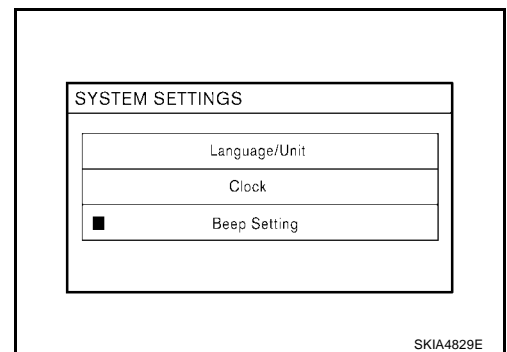 SYSTEM SETTINGS
Language/Unit
Clock
Beep Setting
SKIA4829E